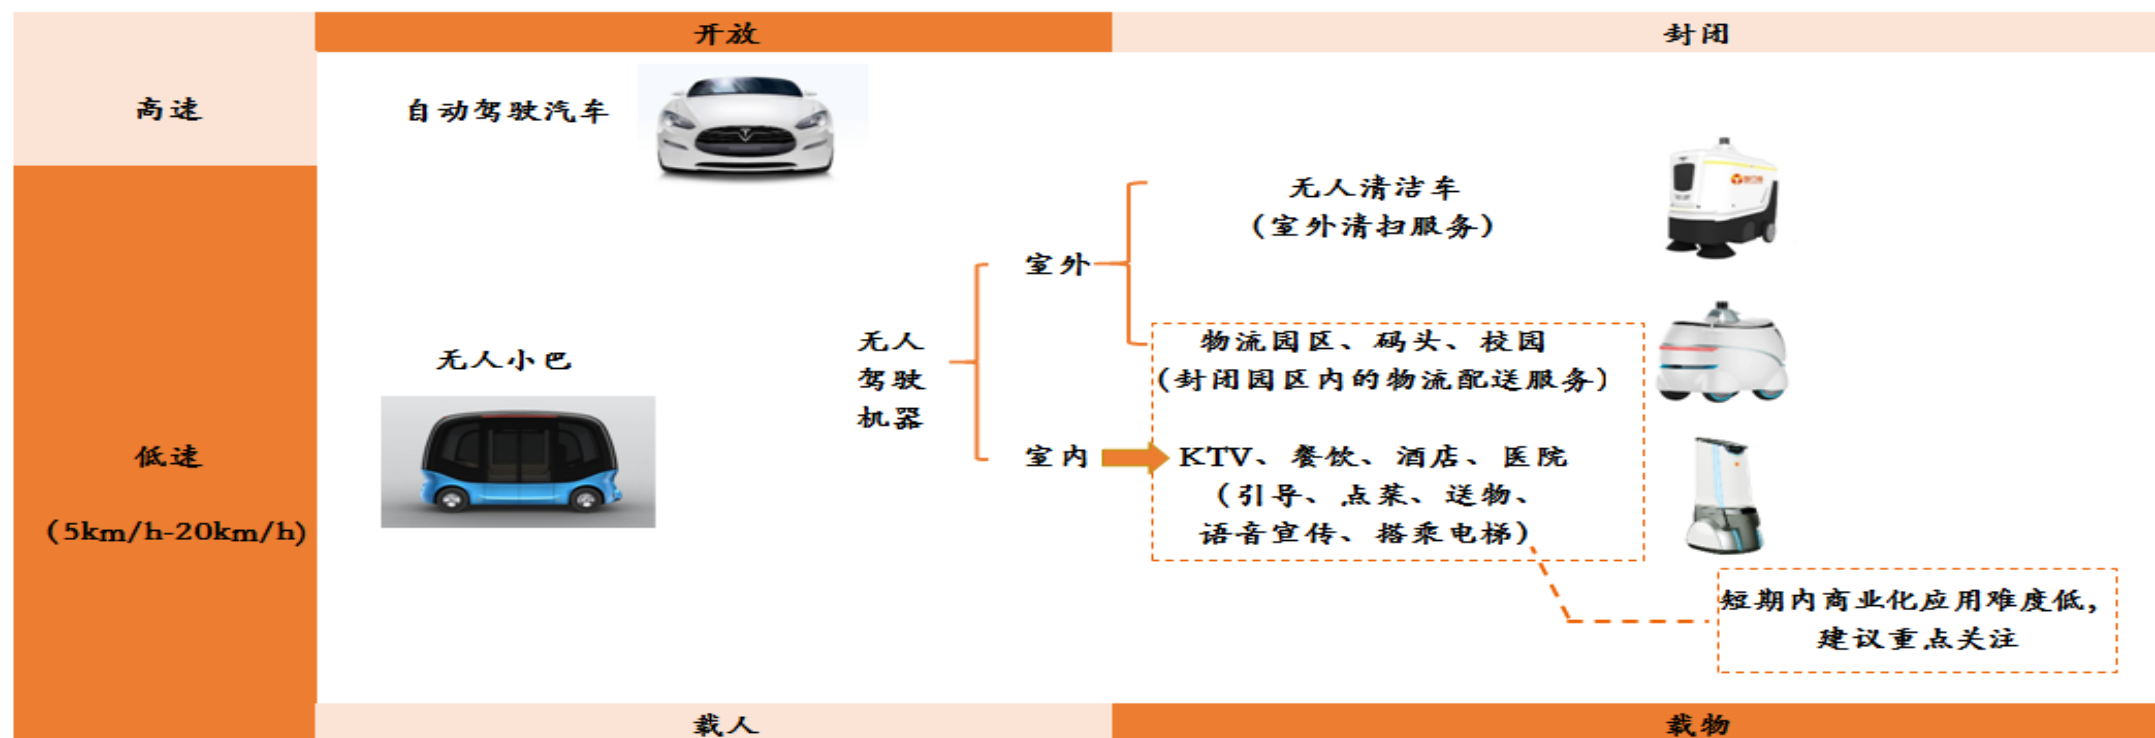 开放
封闭
高速
自动驾驶汽车
无人清洁车
(室外清扫服务)
室外
无人小巴
无人
驾驶
机器
物流园区、码头、校园
(封闭园区内的物流配送服务)
低速
(5km/h-20km/h)
室内
KTV、餐饮、酒店、医院
(引导、点菜、送物、
语音宣传、搭乘电梯)
短期内商业化应用难度低，
建议重点关注
载人
载物